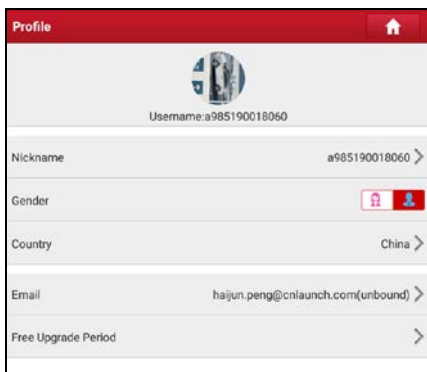 Profile
Username:a985190018060
Nickname a985190018060
Gender
Country China
Email haijun.peng@cnlaunch.com(unbound)
Free Upgrade Period